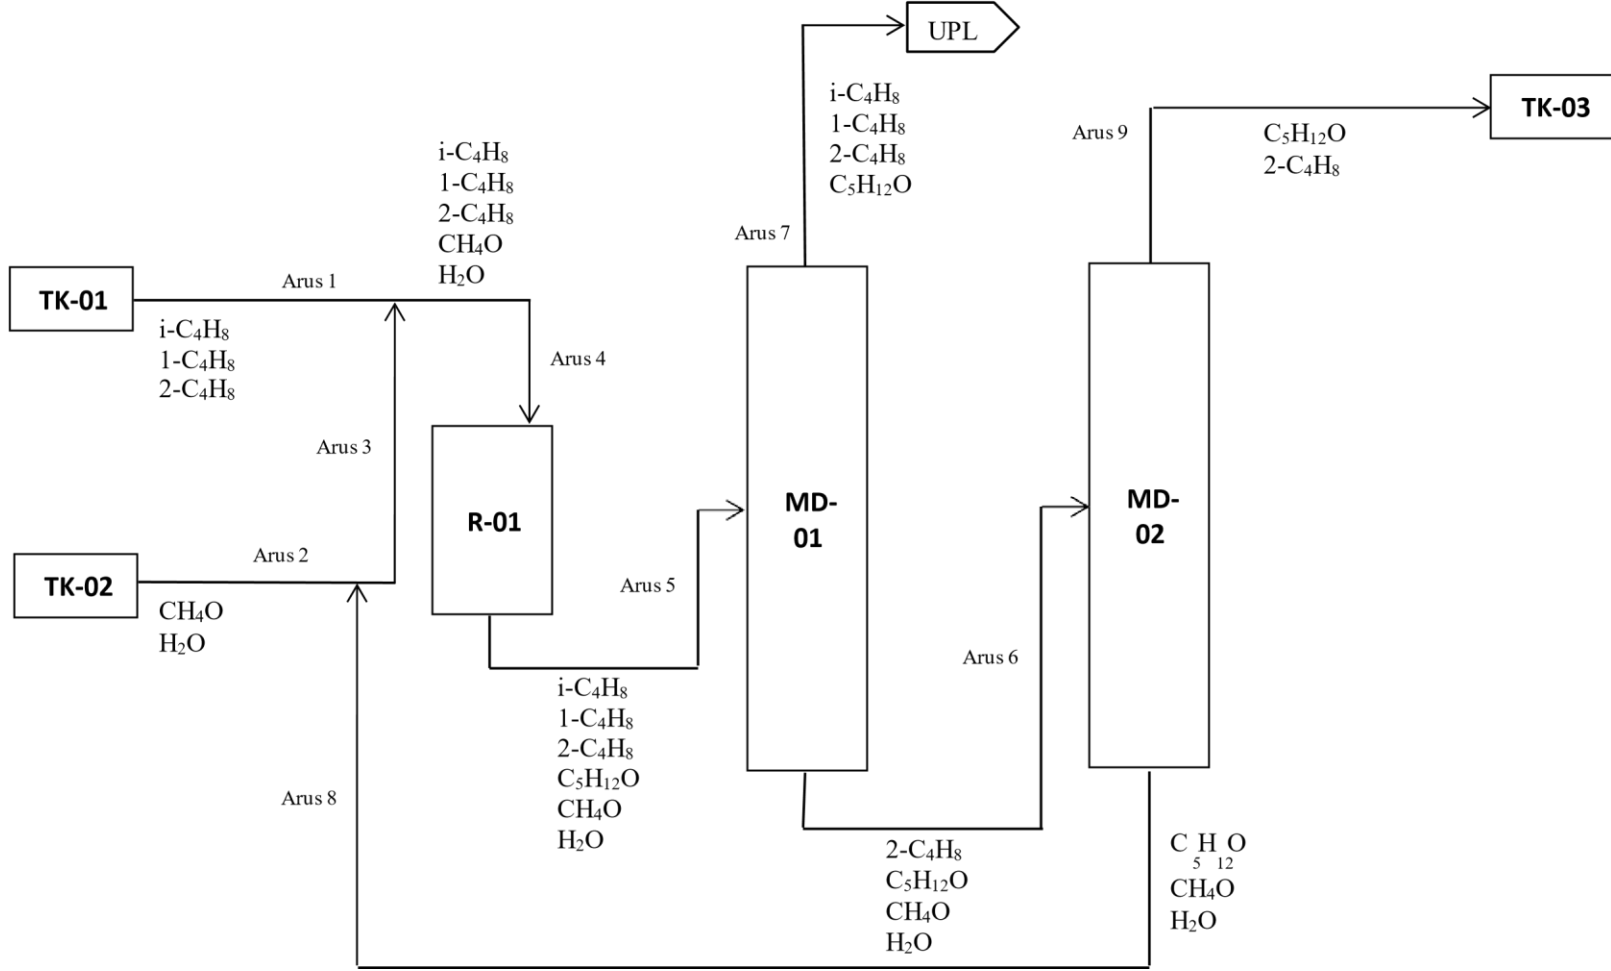 UPL
i-C₄H₈
1-C₄H₈
2-C₄H₈
C₅H₁₂O
Arus 7
Arus 9
TK-03
C₅H₁₂O
2-C₄H₈
i-C₄H₈
1-C₄H₈
2-C₄H₈
CH₄O
H₂O
TK-01
Arus 1
i-C₄H₈
1-C₄H₈
2-C₄H₈
Arus 4
Arus 3
R-01
MD-
01
MD-
02
TK-02
Arus 2
CH₄O
H₂O
Arus 5
Arus 6
i-C₄H₈
1-C₄H₈
2-C₄H₈
C₅H₁₂O
CH₄O
H₂O
Arus 8
2-C₄H₈
C₅H₁₂O
CH₄O
H₂O
C₅H₁₂O
CH₄O
H₂O